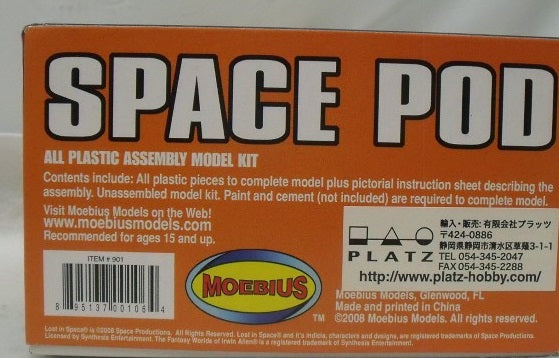 SPACE POD
ALL PLASTIC ASSEMBLY MODEL KIT
Contents include: All plastic pieces to complete model plus pictorial instruction sheet describing the
assembly. Unassembled model kit. Paint and cement (not included) are required to complete model.
Visit Moebius Models on the Web!
www.moebiusmodels.com
Recommended for ages 15 and up.
ITEM # 901
8 95137 00106 4
MOEBIUS
TM
PLATZ
輸入・販売: 有限会社プラッツ
〒424-0886
静岡県静岡市清水区草薙3-1-1
TEL 054-345-2047
FAX 054-345-2288
http://www.platz-hobby.com/
Moebius Models, Glenwood, FL
Made and printed in China
©2008 Moebius Models. All rights reserved.
Lost in Space® is ©2009 Space Productions. All Rights Reserved. Lost in Space® and it's indicia, characters and designs, are registered trademarks of Space Productions.
Licensed by Synthesis Entertainment. The Fantasy Worlds of Irwin Allen® is a registered trademark of Synthesis Entertainment.